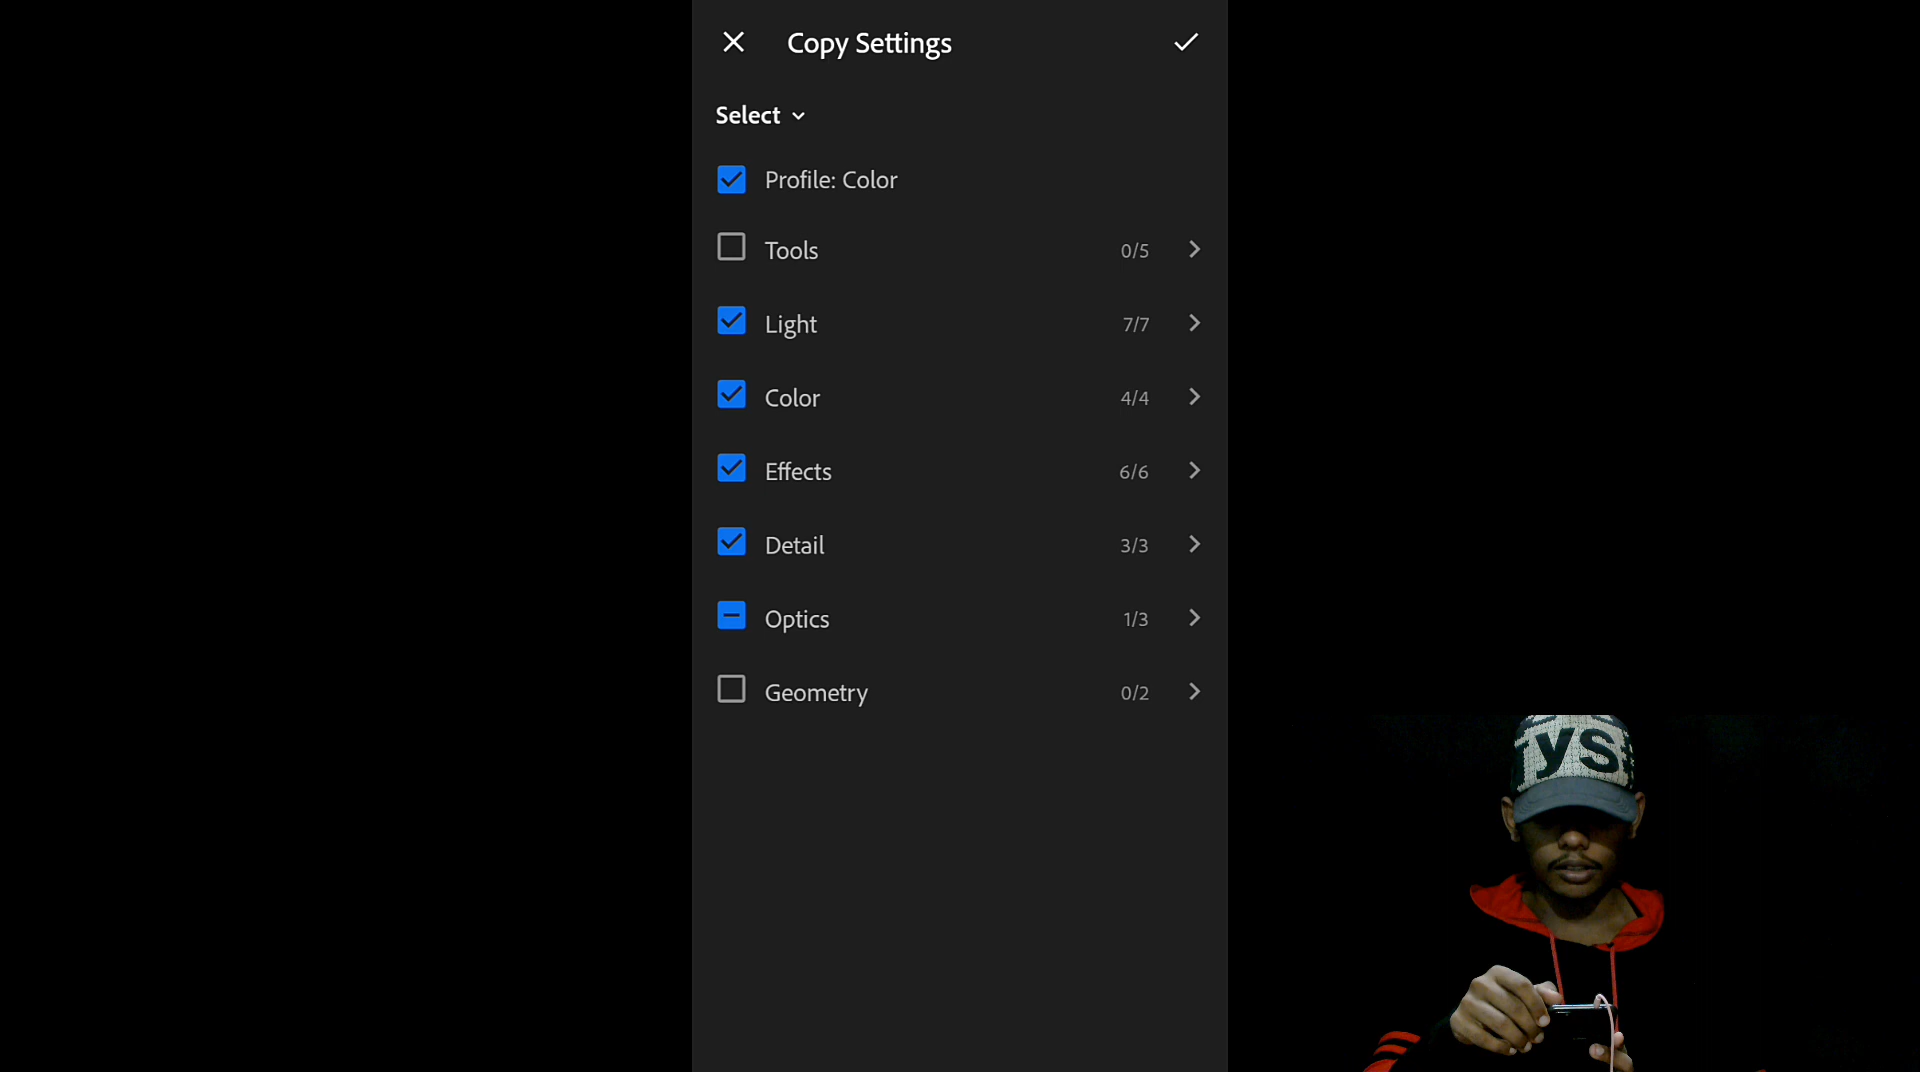 Copy Settings
Select
Profile: Color
Tools 0/5
Light 7/7
Color 4/4
Effects 6/6
Detail 3/3
Optics 1/3
Geometry 0/2
ys